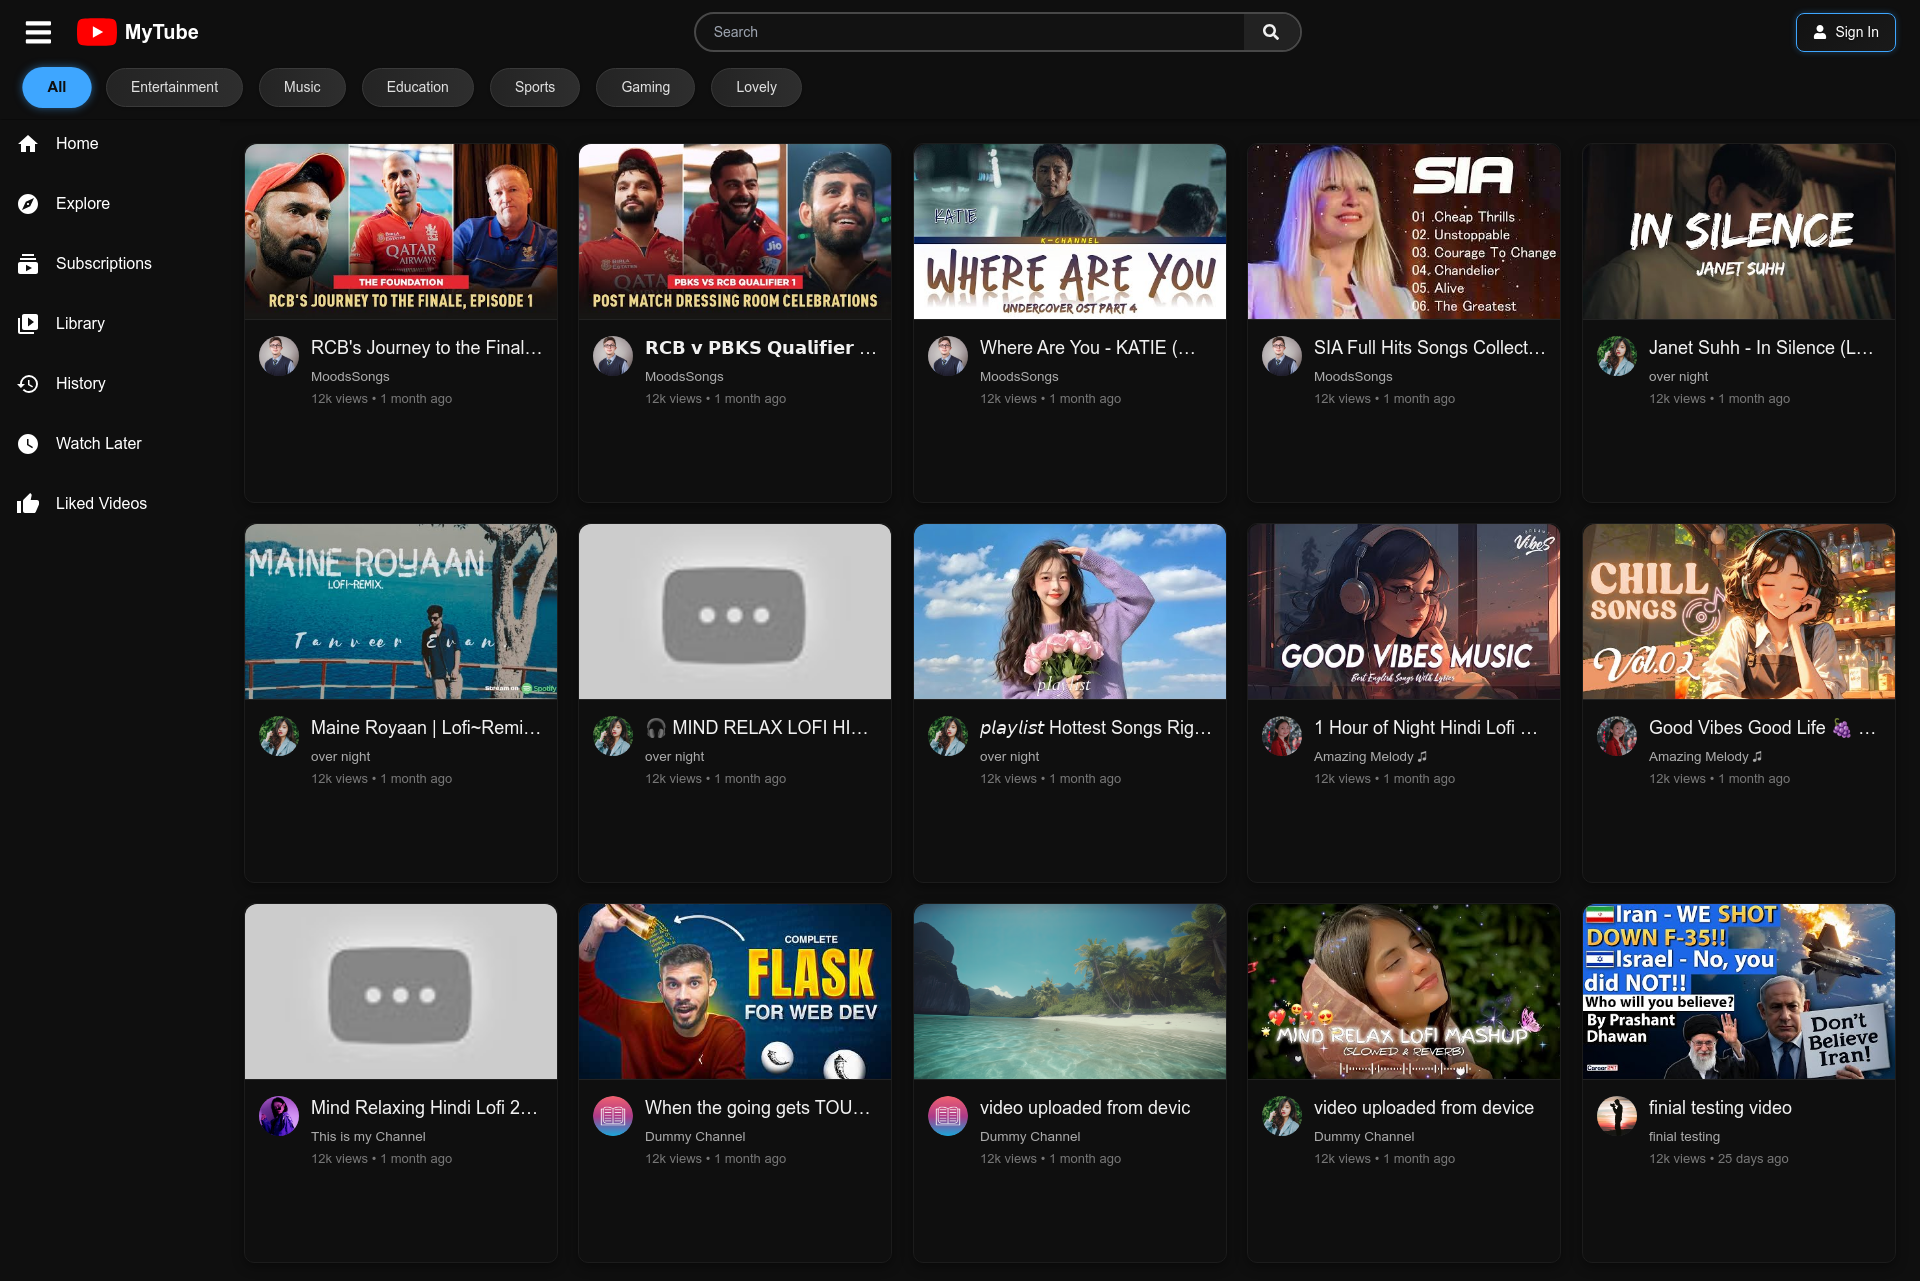 MyTube
Search
Sign In
All
Entertainment
Music
Education
Sports
Gaming
Lovely
Home
Explore
Subscriptions
Library
History
Watch Later
Liked Videos
QATAR
AIRWAYS
THE FOUNDATION
RCB'S JOURNEY TO THE FINALE, EPISODE 1
RCB's Journey to the Final...
MoodsSongs
12k views • 1 month ago
Jio
PBKS VS RCB QUALIFIER 1
POST MATCH DRESSING ROOM CELEBRATIONS
RCB v PBKS Qualifier ...
MoodsSongs
12k views • 1 month ago
KATIE
K-CHANNEL
WHERE ARE YOU
UNDERCOVER OST PART 4
Where Are You - KATIE (...
MoodsSongs
12k views • 1 month ago
SIA
01 .Cheap Thrills
02. Unstoppable
03. Courage To Change
04. Chandelier
05. Alive
06. The Greatest
SIA Full Hits Songs Collect...
MoodsSongs
12k views • 1 month ago
IN SILENCE
JANET SUHH
Janet Suhh - In Silence (L...
over night
12k views • 1 month ago
MAINE ROYAAN
LOFI~REMIX.
Tanveer Evan
Stream on Spotify
Maine Royaan | Lofi~Remi...
over night
12k views • 1 month ago
🎧 MIND RELAX LOFI HI...
over night
12k views • 1 month ago
playlist
playlist Hottest Songs Rig...
over night
12k views • 1 month ago
Vibes
GOOD VIBES MUSIC
Best English Songs With Lyrics
1 Hour of Night Hindi Lofi ...
Amazing Melody ♫
12k views • 1 month ago
CHILL
SONGS
Vol.02
Good Vibes Good Life 🍇 ...
Amazing Melody ♫
12k views • 1 month ago
Mind Relaxing Hindi Lofi 2...
This is my Channel
12k views • 1 month ago
COMPLETE
FLASK
FOR WEB DEV
When the going gets TOU...
Dummy Channel
12k views • 1 month ago
video uploaded from devic
Dummy Channel
12k views • 1 month ago
MIND RELAX LOFI MASHUP
(SLOWED & REVERB)
video uploaded from device
Dummy Channel
12k views • 1 month ago
Iran - WE SHOT
DOWN F-35!!
Israel - No, you
did NOT!!
Who will you believe?
By Prashant
Dhawan
Don't
Believe
Iran!
finial testing video
finial testing
12k views • 25 days ago